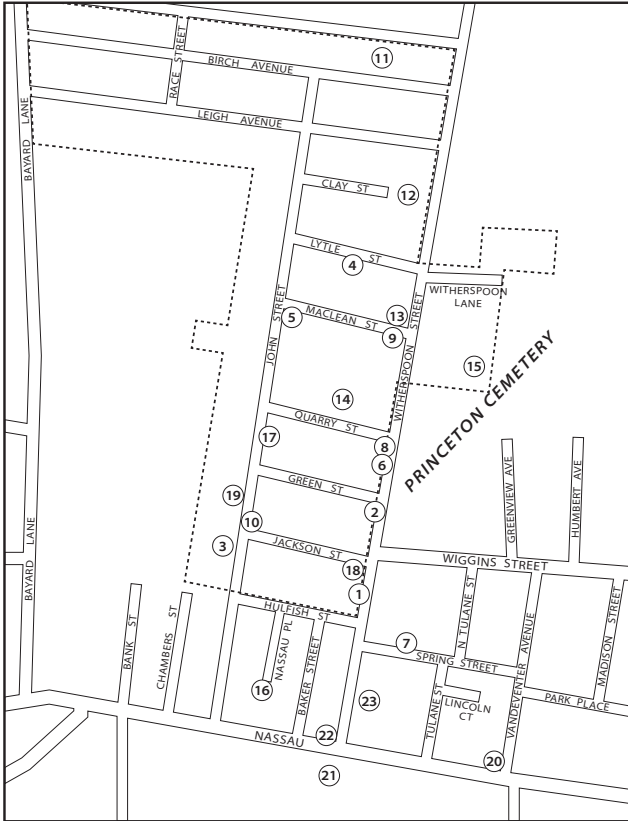 11
RACE STREET
BIRCH AVENUE
BAYARD LANE
LEIGH AVENUE
CLAY ST
12
LYTLE ST
4
WITHERSPOON
LANE
JOHN STREET
5
MACLEAN ST
13
9
WITHERSPOON STREET
15
PRINCETON CEMETERY
14
QUARRY ST
17
8
6
GREEN ST
19
2
10
3
JACKSON ST
18
1
GREENVIEW AVE
HUMBERT AVE
WIGGINS STREET
BAYARD LANE
BANK ST
CHAMBERS ST
HULFISH ST
NASSAU PL
BAKER STREET
7
SPRING STREET
N TULANE ST
VANDEVENTER AVENUE
MADISON STREET
PARK PLACE
16
23
TULANE ST
LINCOLN
CT
22
NASSAU
20
21